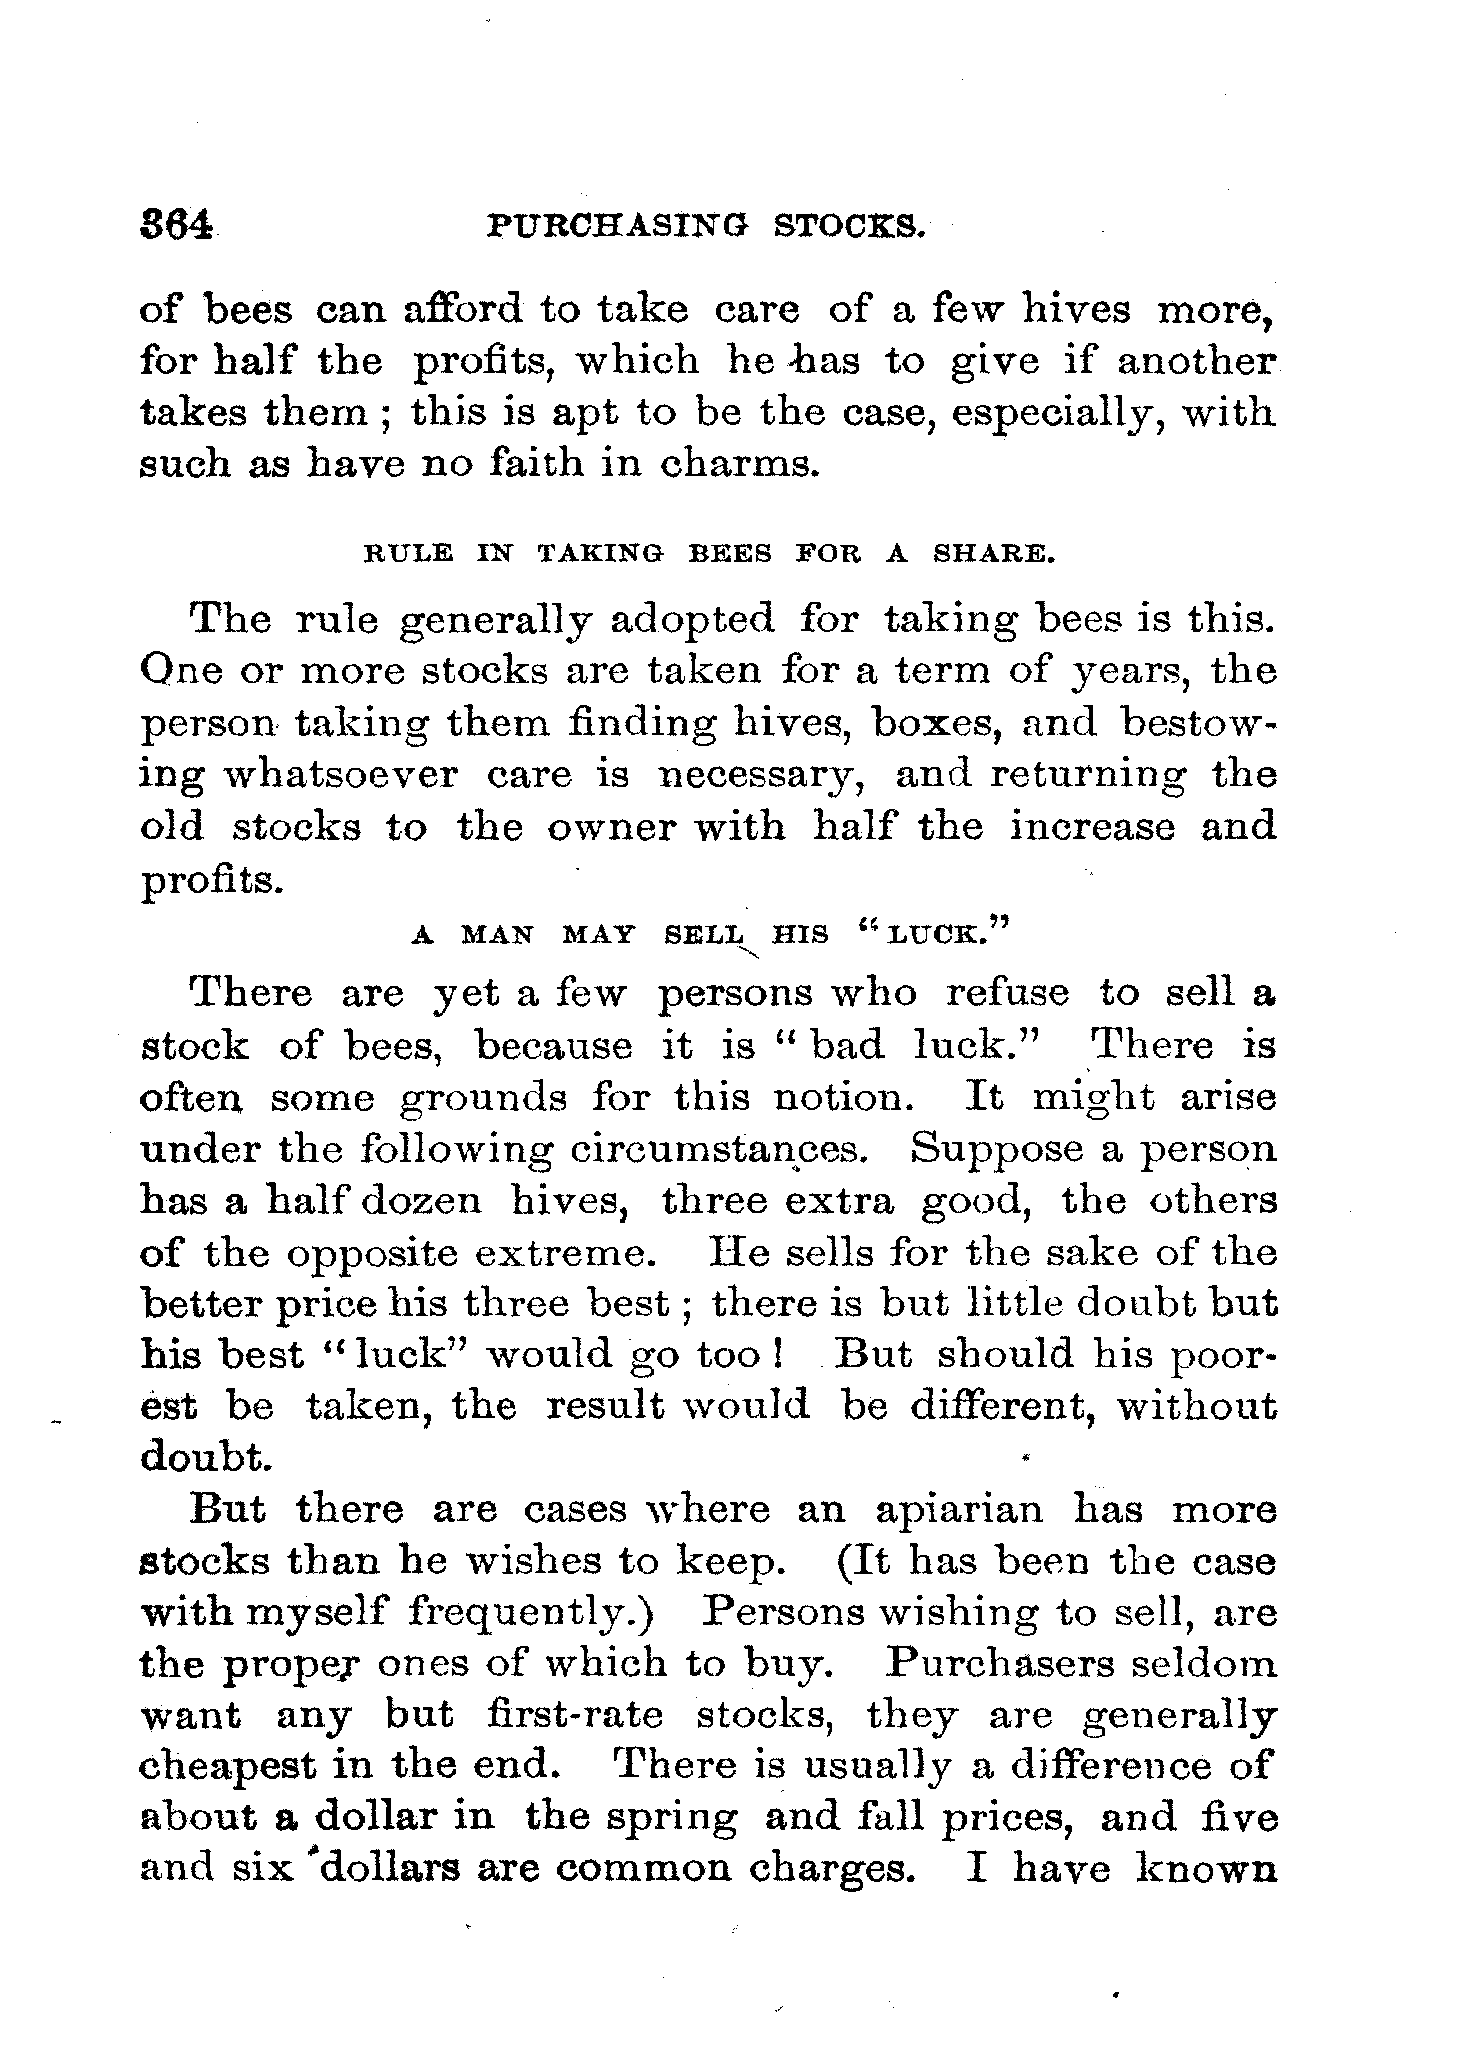 364 PURCHASING STOCKS.
of bees can afford to take care of a few hives more,
for half the profits, which he has to give if another
takes them ; this is apt to be the case, especially, with
such as have no faith in charms.
RULE IN TAKING BEES FOR A SHARE.
The rule generally adopted for taking bees is this.
One or more stocks are taken for a term of years, the
person taking them finding hives, boxes, and bestow-
ing whatsoever care is necessary, and returning the
old stocks to the owner with half the increase and
profits.
A MAN MAY SELL HIS "LUCK."
There are yet a few persons who refuse to sell a
stock of bees, because it is " bad luck." There is
often some grounds for this notion. It might arise
under the following circumstances. Suppose a person
has a half dozen hives, three extra good, the others
of the opposite extreme. He sells for the sake of the
better price his three best ; there is but little doubt but
his best "luck" would go too ! But should his poor-
est be taken, the result would be different, without
doubt.
But there are cases where an apiarian has more
stocks than he wishes to keep. (It has been the case
with myself frequently.) Persons wishing to sell, are
the proper ones of which to buy. Purchasers seldom
want any but first-rate stocks, they are generally
cheapest in the end. There is usually a difference of
about a dollar in the spring and fall prices, and five
and six dollars are common charges. I have known